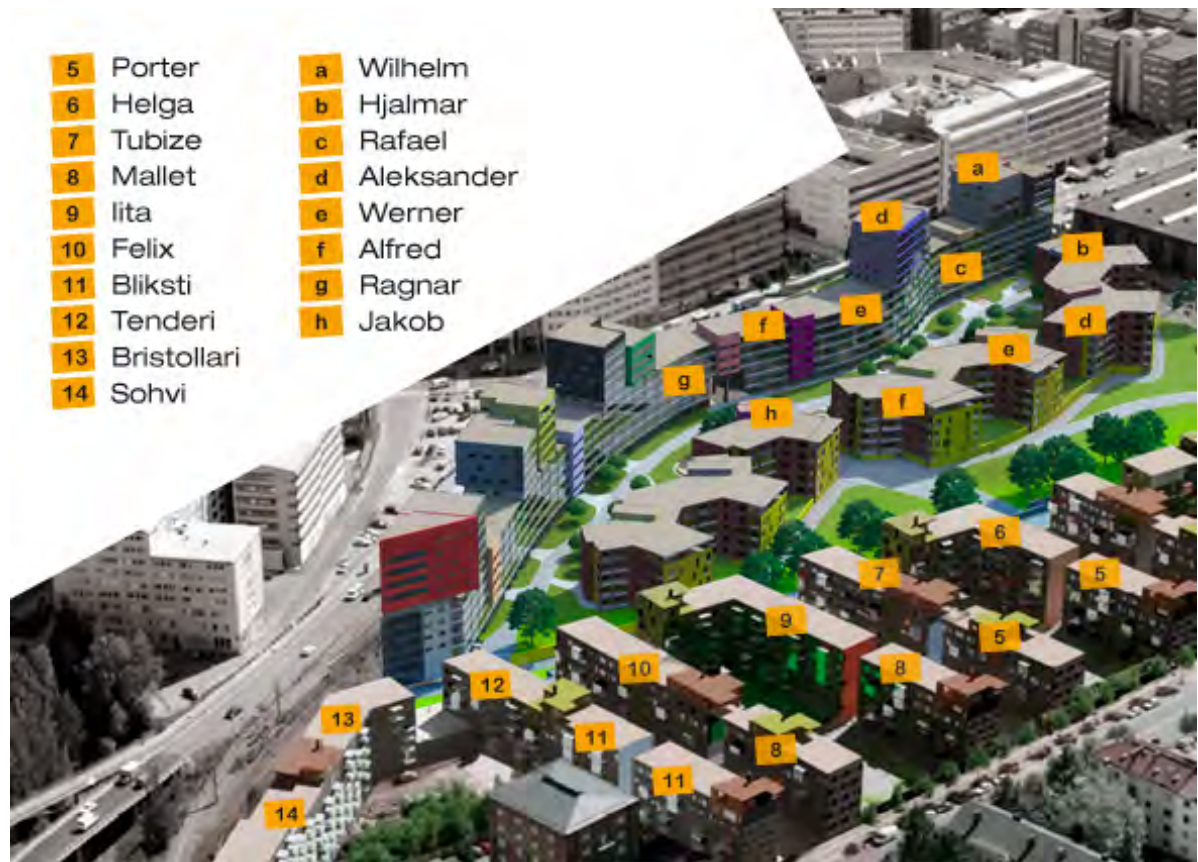 5 Porter
6 Helga
7 Tubize
8 Mallet
9 Iita
10 Felix
11 Bliksti
12 Tenderi
13 Bristollari
14 Sohvi
a Wilhelm
b Hjalmar
c Rafael
d Aleksander
e Werner
f Alfred
g Ragnar
h Jakob
a
d
b
c
e
d
f
e
g
f
h
6
7
5
9
5
10
8
12
13
11
8
11
14